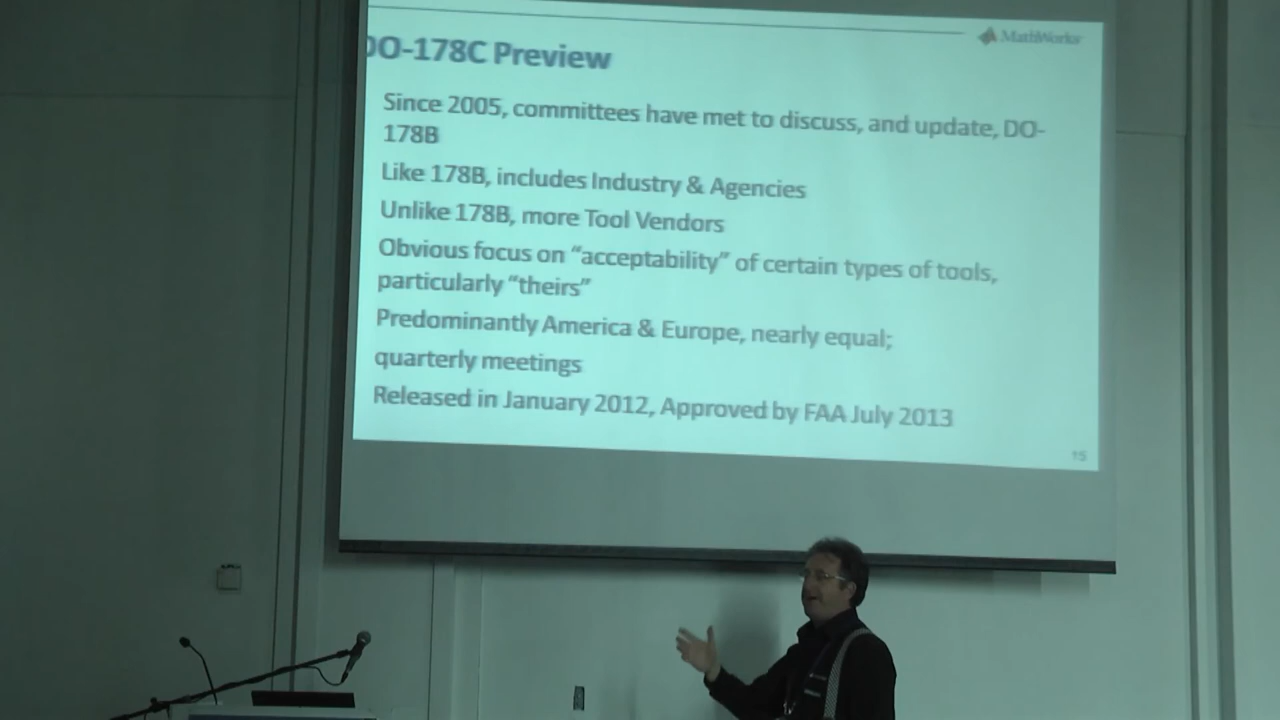 MathWorks
DO-178C Preview
Since 2005, committees have met to discuss, and update, DO-
178B
Like 178B, includes Industry & Agencies
Unlike 178B, more Tool Vendors
Obvious focus on “acceptability” of certain types of tools,
particularly “theirs”
Predominantly America & Europe, nearly equal;
quarterly meetings
Released in January 2012, Approved by FAA July 2013
15